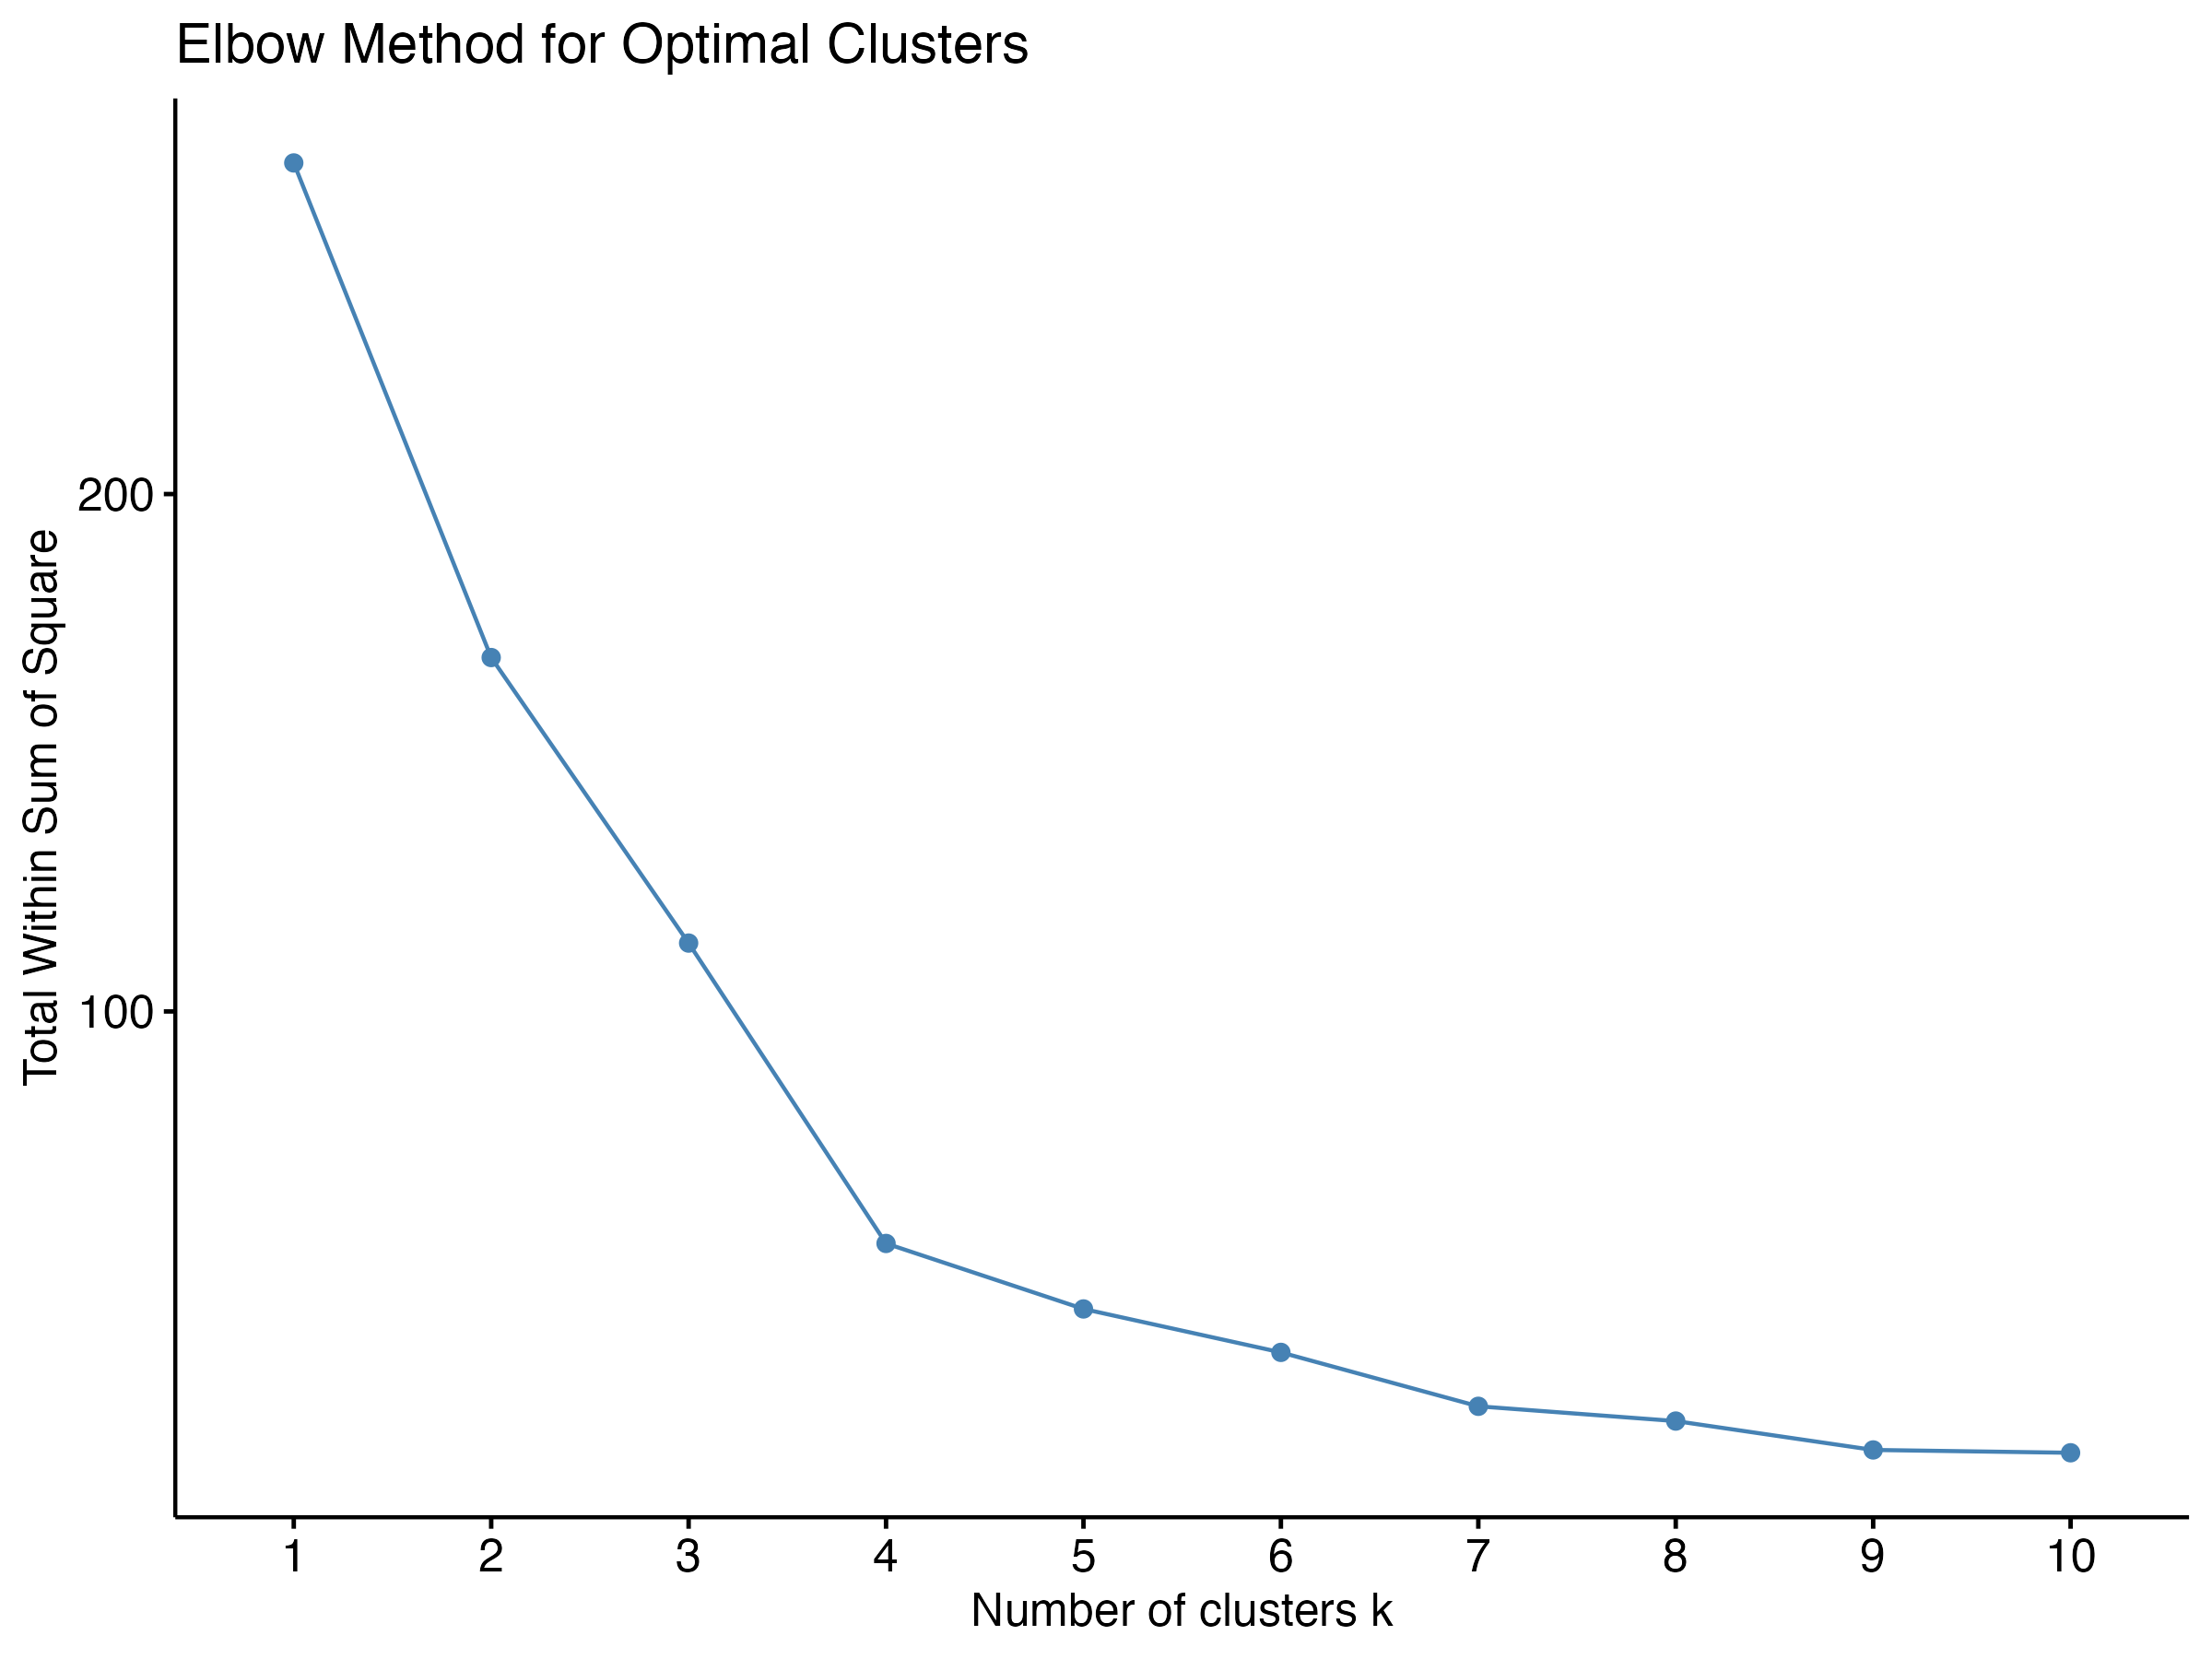 Elbow Method for Optimal Clusters
Total Within Sum of Square
200
100
1 2 3 4 5 6 7 8 9 10
Number of clusters k